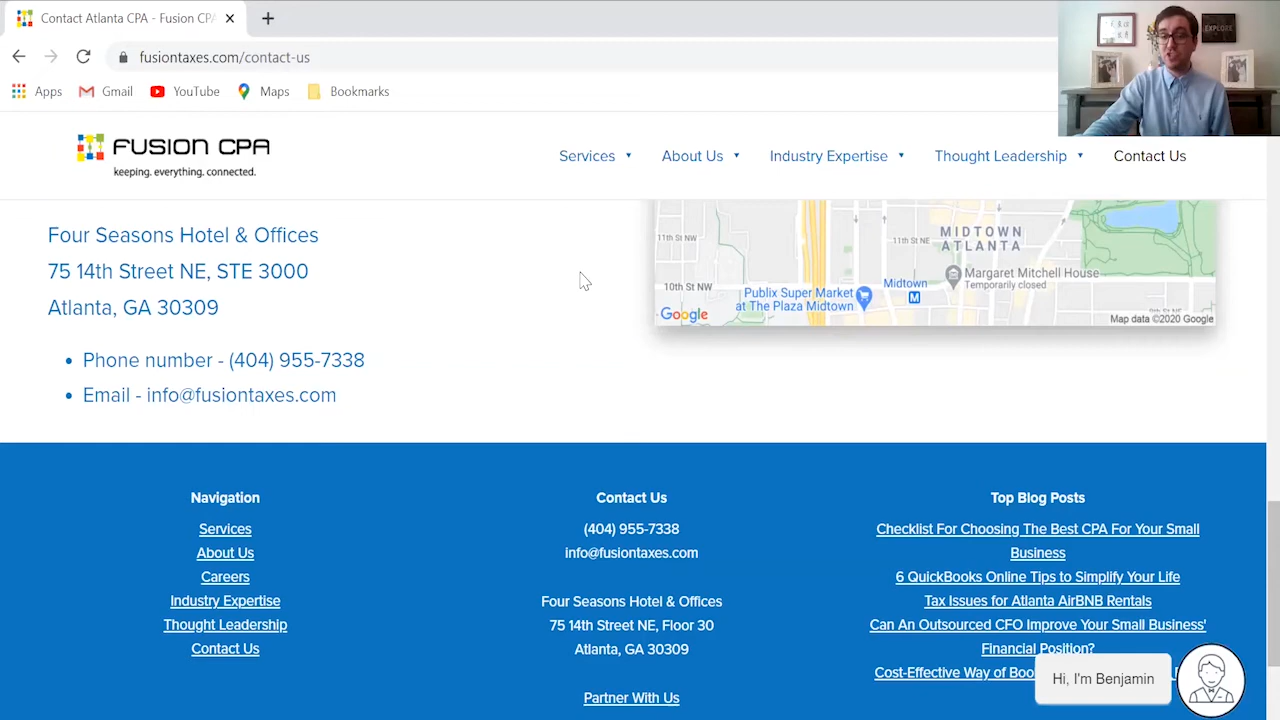 Contact Atlanta CPA - Fusion CPA
fusiontaxes.com/contact-us
Apps Gmail YouTube Maps Bookmarks
EXPLORE
FUSION CPA
keeping. everything. connected.
Services About Us Industry Expertise Thought Leadership Contact Us
Four Seasons Hotel & Offices
75 14th Street NE, STE 3000
Atlanta, GA 30309
Phone number - (404) 955-7338
Email - info@fusiontaxes.com
11th St NW
11th St NE
MIDTOWN
ATLANTA
10th St NW
Publix Super Market
at The Plaza Midtown
Midtown
M
Margaret Mitchell House
Temporarily closed
Google
Map data ©2020 Google
Navigation
Services
About Us
Careers
Industry Expertise
Thought Leadership
Contact Us
Contact Us
(404) 955-7338
info@fusiontaxes.com
Four Seasons Hotel & Offices
75 14th Street NE, Floor 30
Atlanta, GA 30309
Partner With Us
Top Blog Posts
Checklist For Choosing The Best CPA For Your Small
Business
6 QuickBooks Online Tips to Simplify Your Life
Tax Issues for Atlanta AirBNB Rentals
Can An Outsourced CFO Improve Your Small Business'
Financial Position?
Cost-Effective Way of
Hi, I'm Benjamin